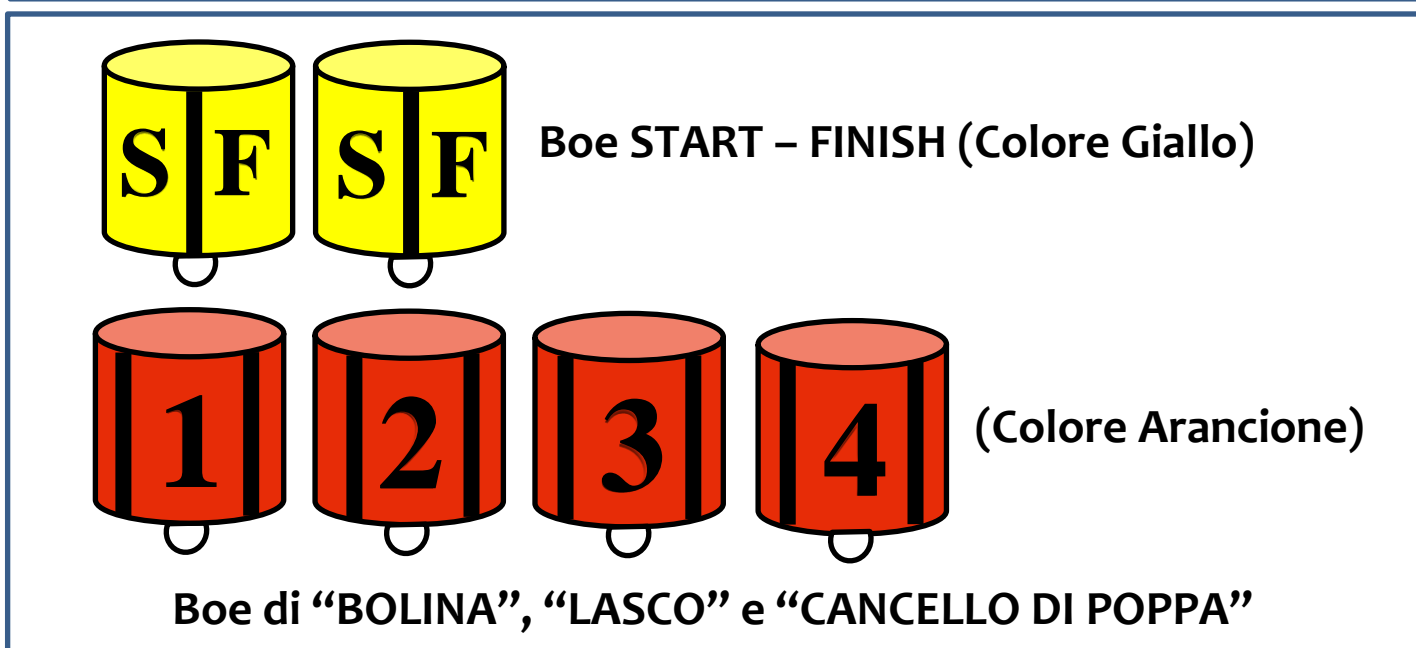 S F S F Boe START – FINISH (Colore Giallo)
1 2 3 4 (Colore Arancione)
Boe di “BOLINA”, “LASCO” e “CANCELLO DI POPPA”